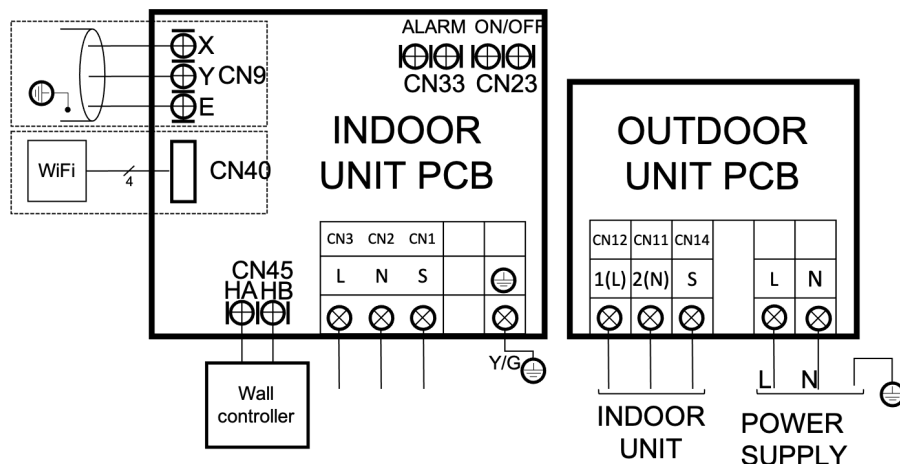 ALARM ON/OFF
CN33 CN23
X
Y CN9
E
WiFi
4
CN40
INDOOR
UNIT PCB
CN45
HA HB
CN3 CN2 CN1
L N S
Y/G
Wall
controller
OUTDOOR
UNIT PCB
CN12 CN11 CN14
1(L) 2(N) S L N
L N
INDOOR
UNIT
POWER
SUPPLY